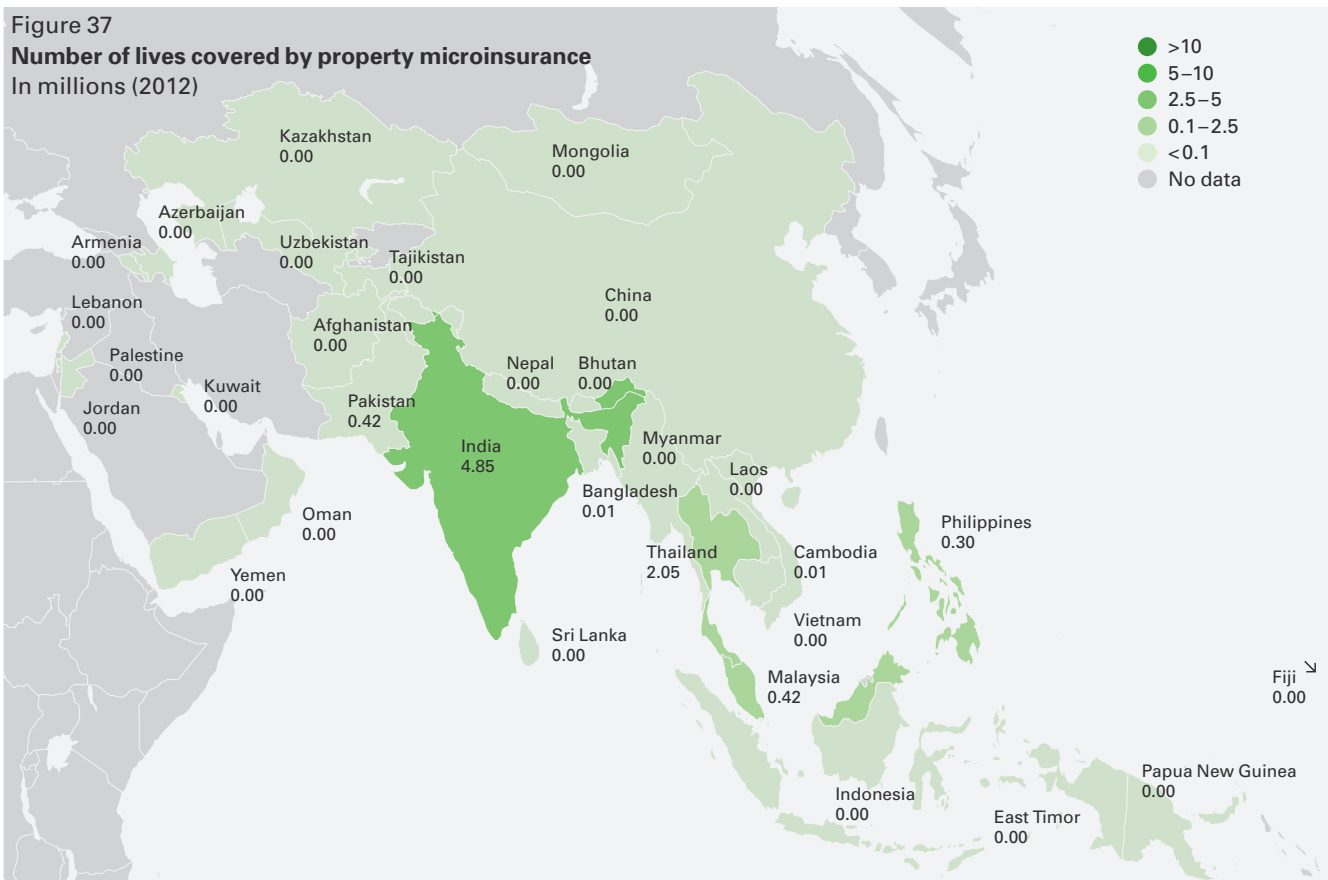 Figure 37
Number of lives covered by property microinsurance
In millions (2012)
>10
5–10
2.5–5
0.1–2.5
<0.1
No data
Kazakhstan
0.00
Mongolia
0.00
Azerbaijan
0.00
Armenia
0.00
Uzbekistan
0.00
Tajikistan
0.00
Lebanon
0.00
China
0.00
Afghanistan
0.00
Palestine
0.00
Nepal
0.00
Bhutan
0.00
Kuwait
0.00
Jordan
0.00
Pakistan
0.42
India
4.85
Myanmar
0.00
Laos
0.00
Bangladesh
0.01
Oman
0.00
Philippines
0.30
Thailand
2.05
Cambodia
0.01
Yemen
0.00
Vietnam
0.00
Sri Lanka
0.00
Malaysia
0.42
Fiji
0.00
Papua New Guinea
0.00
Indonesia
0.00
East Timor
0.00